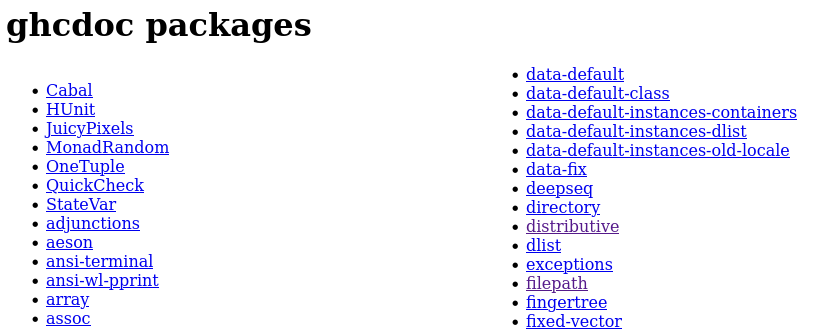 ghcdoc packages
Cabal
HUnit
JuicyPixels
MonadRandom
OneTuple
QuickCheck
StateVar
adjunctions
aeson
ansi-terminal
ansi-wl-pprint
array
assoc
data-default
data-default-class
data-default-instances-containers
data-default-instances-dlist
data-default-instances-old-locale
data-fix
deepseq
directory
distributive
dlist
exceptions
filepath
fingertree
fixed-vector